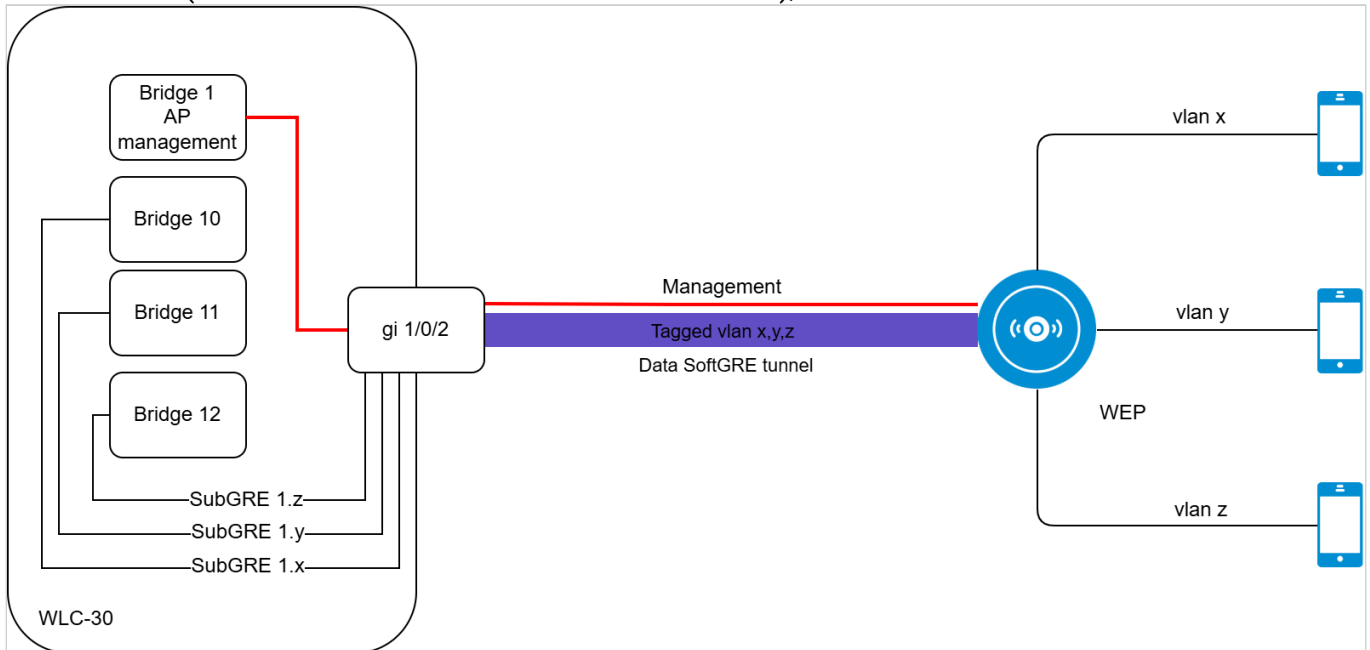 Bridge 1
AP
management
Bridge 10
Bridge 11
Bridge 12
SubGRE 1.z
SubGRE 1.y
SubGRE 1.x
WLC-30
gi 1/0/2
Management
Tagged vlan x,y,z
Data SoftGRE tunnel
WEP
vlan x
vlan y
vlan z